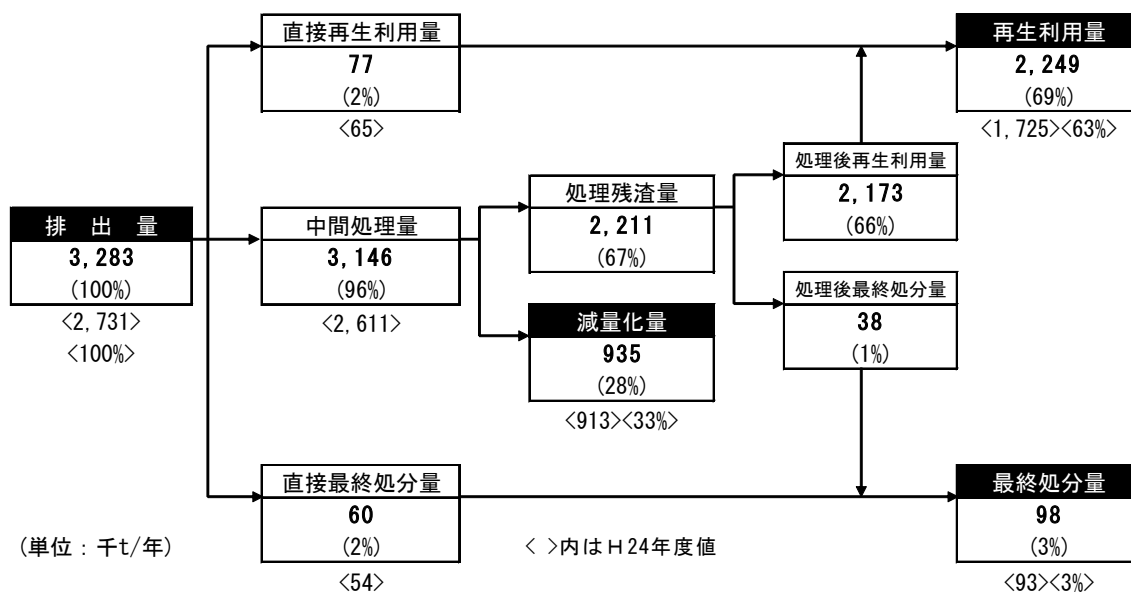 直接再生利用量
77
(2%)
<65>
再生利用量
2,249
(69%)
<1,725><63%>
排 出 量
3,283
(100%)
<2,731>
<100%>
中間処理量
3,146
(96%)
<2,611>
処理残渣量
2,211
(67%)
処理後再生利用量
2,173
(66%)
減量化量
935
(28%)
<913><33%>
処理後最終処分量
38
(1%)
直接最終処分量
60
(2%)
<54>
最終処分量
98
(3%)
<93><3%>
(単位：千t/年)
< >内はH24年度値